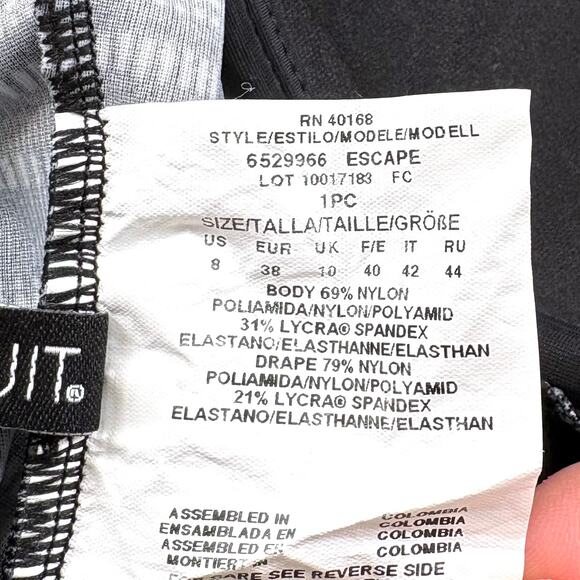 RN 40168
STYLE/ESTILO/MODELE/MODELL
6529966 ESCAPE
LOT 10017183 FC
1PC
SIZE/TALLA/TAILLE/GRÖßE
US EUR UK F/E IT RU
8 38 10 40 42 44
BODY 69% NYLON
POLIAMIDA/NYLON/POLYAMID
31% LYCRA® SPANDEX
ELASTANO/ELASTHANNE/ELASTHAN
DRAPE 79% NYLON
POLIAMIDA/NYLON/POLYAMID
21% LYCRA® SPANDEX
ELASTANO/ELASTHANNE/ELASTHAN
ASSEMBLED IN COLOMBIA
ENSAMBLADA EN COLOMBIA
ASSEMBLED EN COLOMBIA
MONTIERT IN COLOMBIA
FOR CARE SEE REVERSE SIDE
UIT®